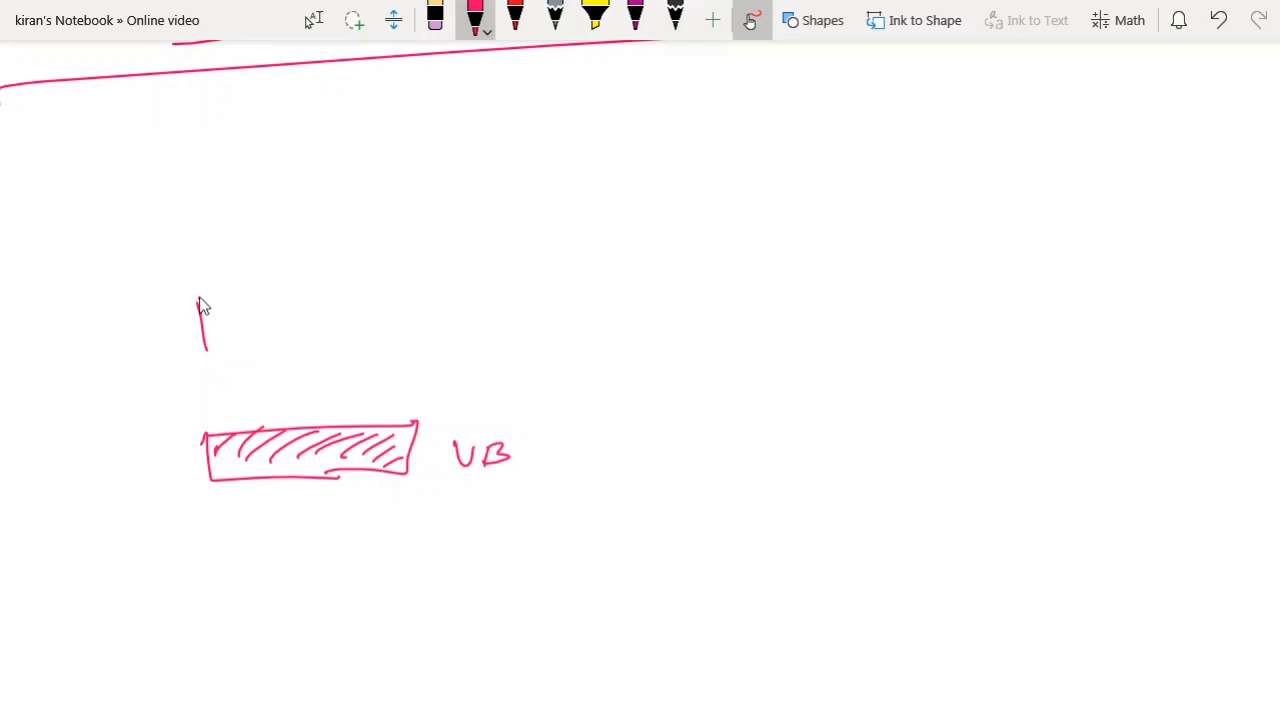 kiran's Notebook » Online video
Shapes
Ink to Shape
Ink to Text
Math
VB